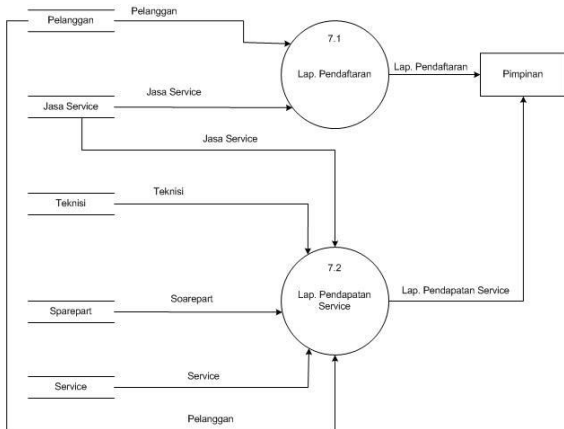 Pelanggan
Pelanggan
7.1
Lap. Pendaftaran
Lap. Pendaftaran
Pimpinan
Jasa Service
Jasa Service
Jasa Service
Teknisi
Teknisi
7.2
Lap. Pendapatan
Service
Lap. Pendapatan Service
Soarepart
Sparepart
Service
Service
Pelanggan